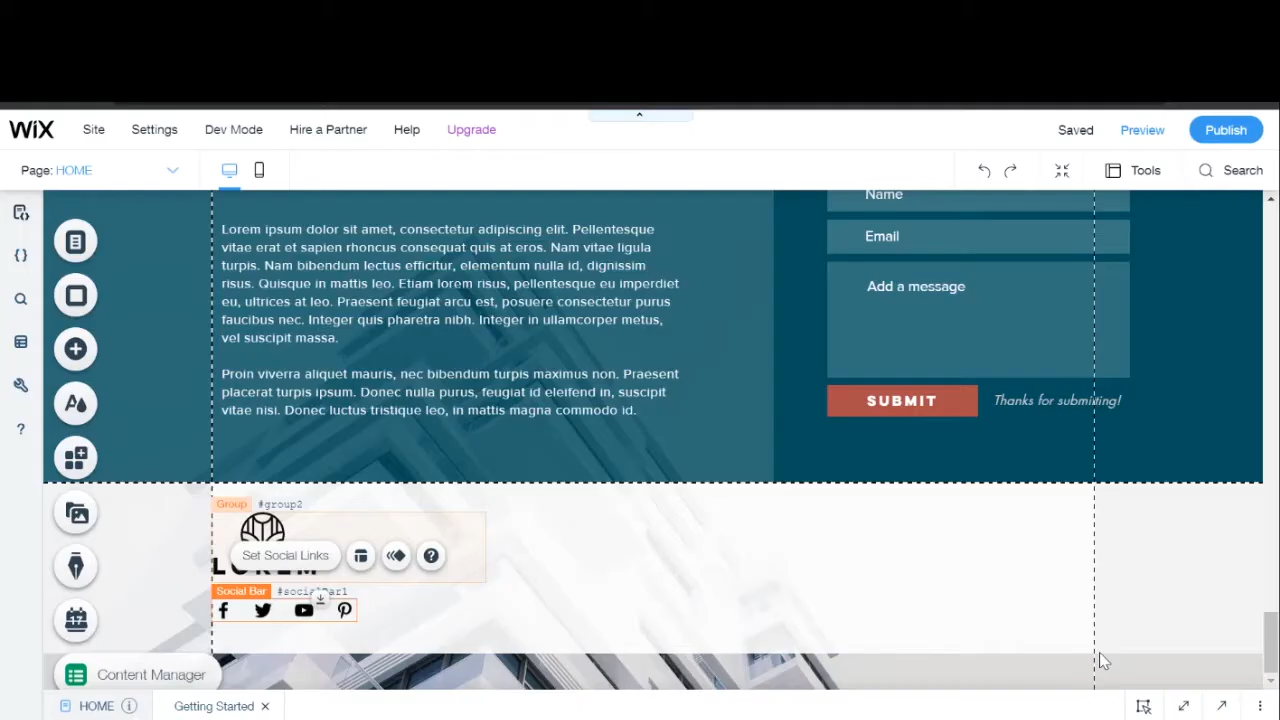 WiX Site Settings Dev Mode Hire a Partner Help Upgrade Saved Preview Publish
Page: HOME Tools Search
Name
Lorem ipsum dolor sit amet, consectetur adipiscing elit. Pellentesque
vitae erat et sapien rhoncus consequat quis at eros. Nam vitae ligula
turpis. Nam bibendum lectus efficitur, elementum nulla id, dignissim
risus. Quisque in mattis leo. Etiam lorem risus, pellentesque eu imperdiet
eu, ultrices at leo. Praesent feugiat arcu est, posuere consectetur purus
faucibus nec. Integer quis pharetra nibh. Integer in ullamcorper metus,
vel suscipit massa.
Proin viverra aliquet mauris, nec bibendum turpis maximus non. Praesent
placerat turpis ipsum. Donec nulla purus, feugiat id eleifend in, suscipit
vitae nisi. Donec luctus tristique leo, in mattis magna commodo id.
Email
Add a message
SUBMIT Thanks for submitting!
Group #group2
Set Social Links
LOREM
Social Bar #socialBar1
17
Content Manager
HOME Getting Started